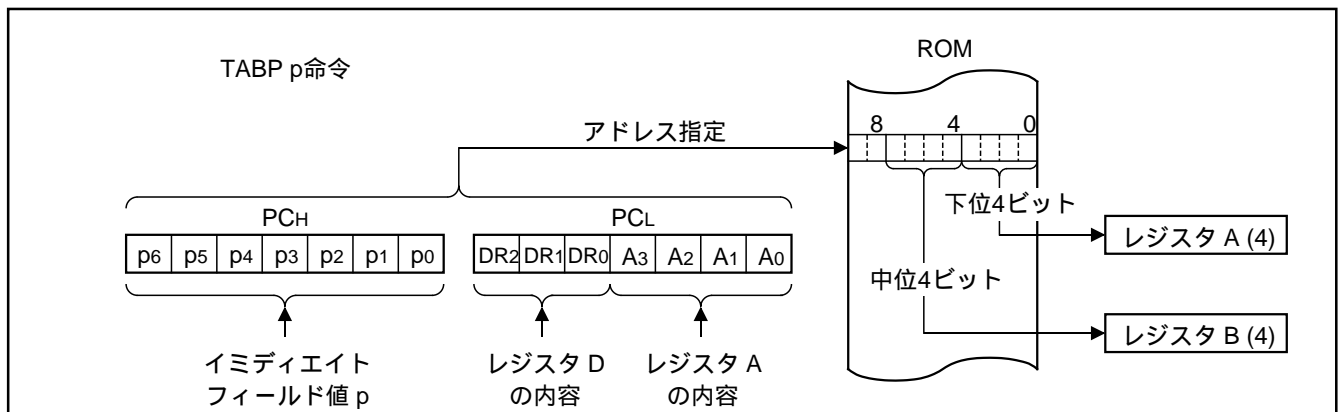 TABP p命令
ROM
8 4 0
アドレス指定
PCH
PCL
下位4ビット
p6 p5 p4 p3 p2 p1 p0
DR2 DR1 DR0 A3 A2 A1 A0
レジスタ A (4)
中位4ビット
レジスタ B (4)
イミディエイト
フィールド値 p
レジスタ D
の内容
レジスタ A
の内容